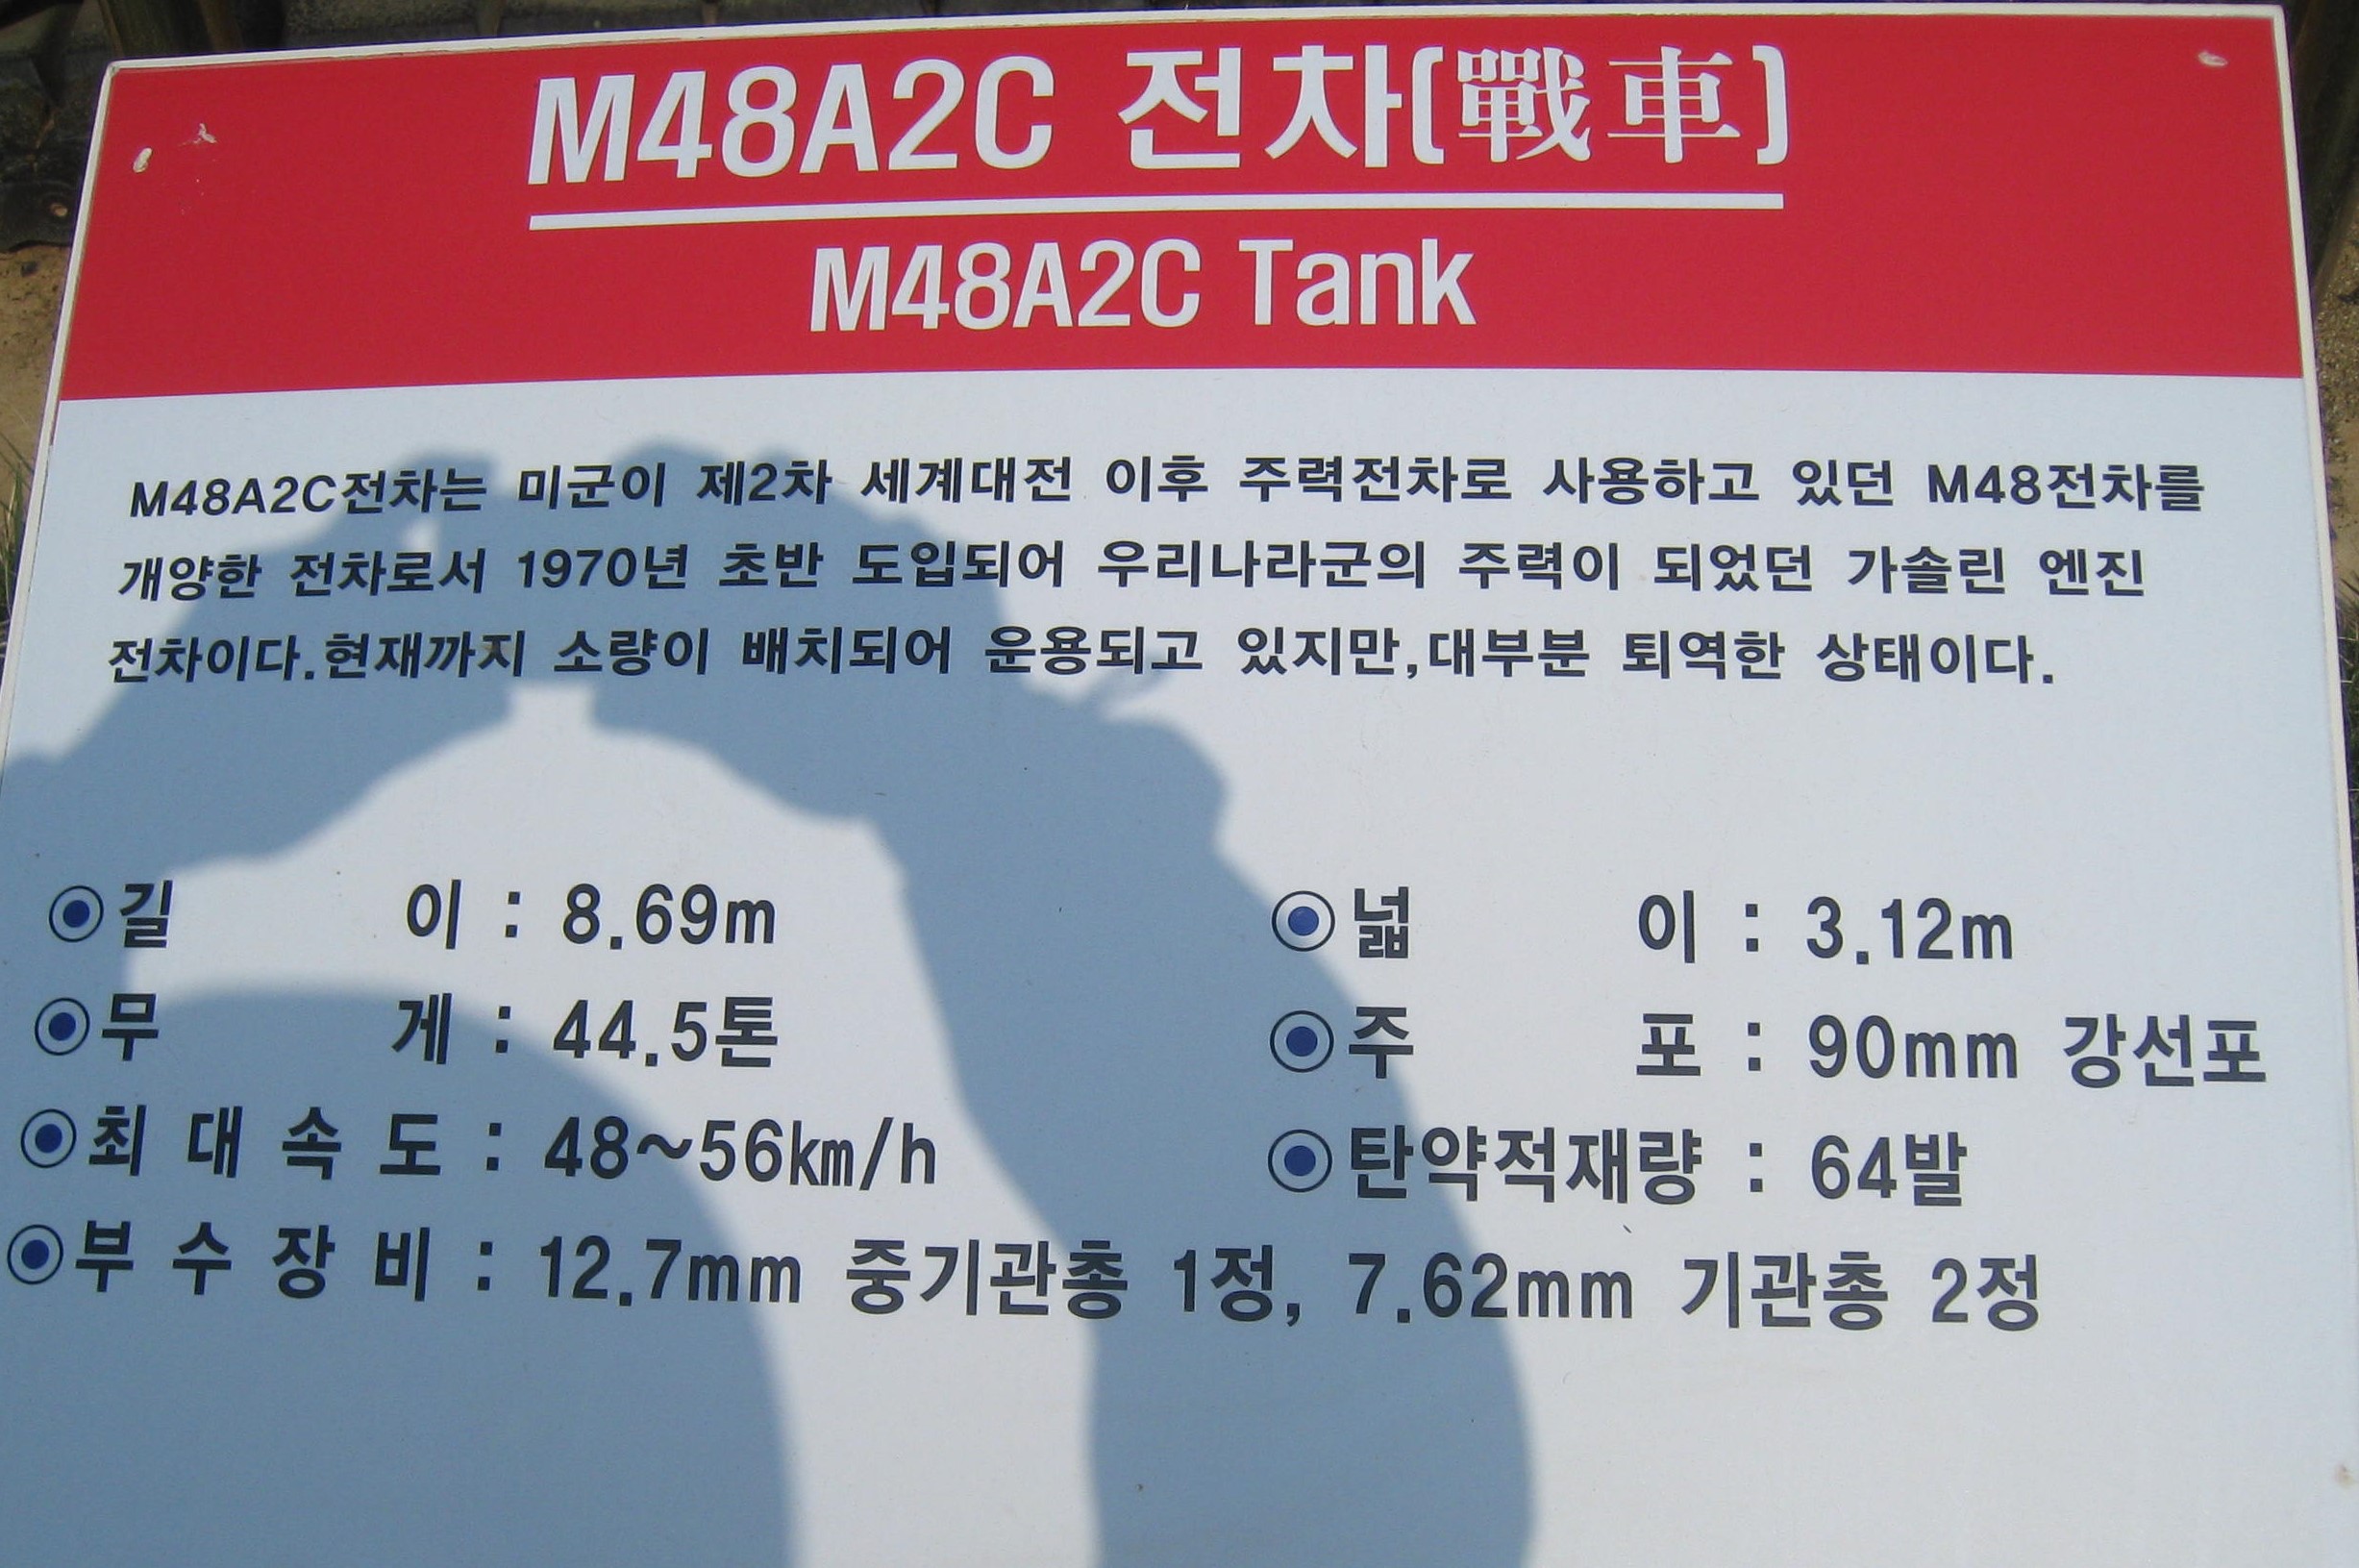 M48A2C 전차(戰車)
M48A2C Tank
M48A2C전차는 미군이 제2차 세계대전 이후 주력전차로 사용하고 있던 M48전차를
개양한 전차로서 1970년 초반 도입되어 우리나라군의 주력이 되었던 가솔린 엔진
전차이다.현재까지 소량이 배치되어 운용되고 있지만,대부분 퇴역한 상태이다.
◉길 이 : 8.69m ◉넓 이 : 3.12m
◉무 게 : 44.5톤 ◉주 포 : 90mm 강선포
◉최 대 속 도 : 48~56km/h ◉탄약적재량 : 64발
◉부 수 장 비 : 12.7mm 중기관총 1정, 7.62mm 기관총 2정